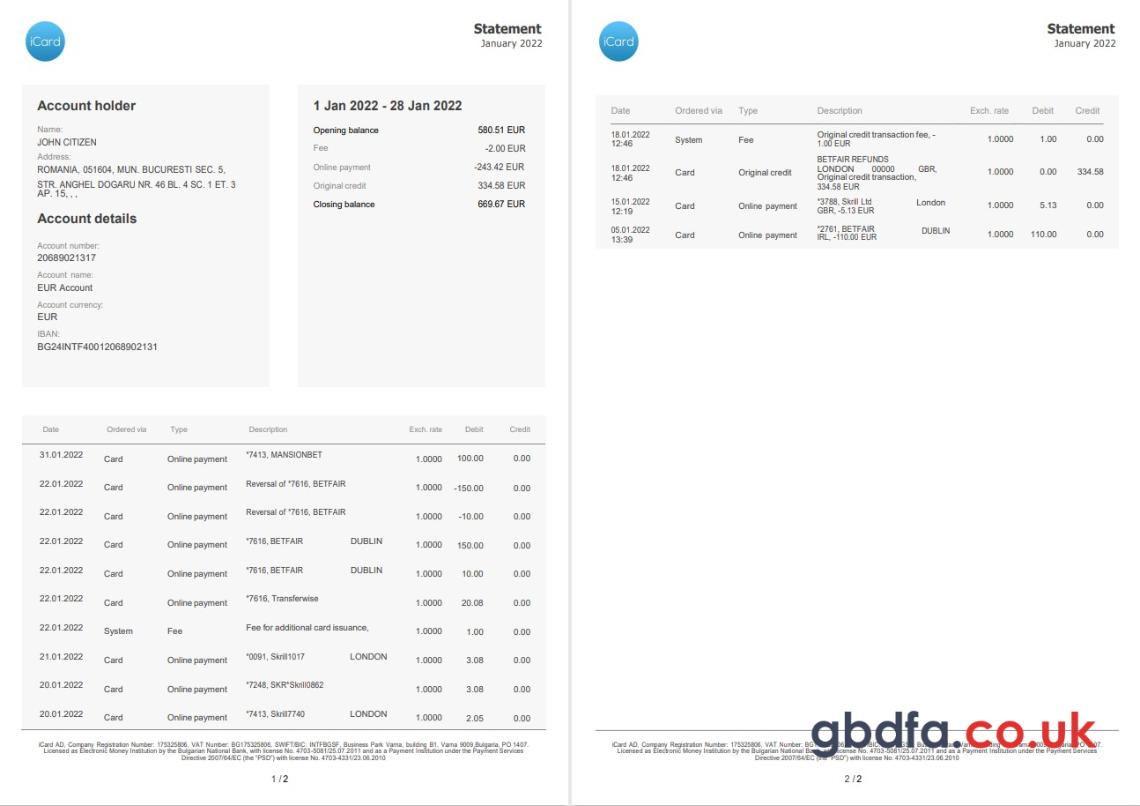 iCard
Statement
January 2022
Account holder
Name:
JOHN CITIZEN
Address:
ROMANIA, 051604, MUN. BUCURESTI SEC. 5,
STR. ANGHEL DOGARU NR. 46 BL. 4 SC. 1 ET. 3
AP. 15, , ,
Account details
Account number:
20689021317
Account name:
EUR Account
Account currency:
EUR
IBAN:
BG24INTF40012068902131
1 Jan 2022 - 28 Jan 2022
Opening balance 580.51 EUR
Fee -2.00 EUR
Online payment -243.42 EUR
Original credit 334.58 EUR
Closing balance 669.67 EUR
Date Ordered via Type Description Exch. rate Debit Credit
31.01.2022 Card Online payment *7413, MANSIONBET 1.0000 100.00 0.00
22.01.2022 Card Online payment Reversal of *7616, BETFAIR 1.0000 -150.00 0.00
22.01.2022 Card Online payment Reversal of *7616, BETFAIR 1.0000 -10.00 0.00
22.01.2022 Card Online payment *7616, BETFAIR DUBLIN 1.0000 150.00 0.00
22.01.2022 Card Online payment *7616, BETFAIR DUBLIN 1.0000 10.00 0.00
22.01.2022 Card Online payment *7616, Transferwise 1.0000 20.08 0.00
22.01.2022 System Fee Fee for additional card issuance, 1.0000 1.00 0.00
21.01.2022 Card Online payment *0091, Skrill1017 LONDON 1.0000 3.08 0.00
20.01.2022 Card Online payment *7248, SKR*Skrill0862 1.0000 3.08 0.00
20.01.2022 Card Online payment *7413, Skrill7740 LONDON 1.0000 2.05 0.00
iCard AD, Company Registration Number: 175325806, VAT Number: BG175325806, SWIFT/BIC: INTFBGSF, Business Park Varna, building B1, Varna 9009,Bulgaria, PO 1407.
Licensed as Electronic Money Institution by the Bulgarian National Bank, with license No. 4703-5081/25.07.2011 and as a Payment Institution under the Payment Services
Directive 2007/64/EC (the "PSD") with license No. 4703-4331/23.06.2010
1 / 2
iCard
Statement
January 2022
Date Ordered via Type Description Exch. rate Debit Credit
18.01.2022 System Fee Original credit transaction fee, - 1.0000 1.00 0.00
12:46 1.00 EUR
BETFAIR REFUNDS
18.01.2022 Card Original credit LONDON 00000 GBR, 1.0000 0.00 334.58
12:46 Original credit transaction,
334.58 EUR
15.01.2022 Card Online payment *3788, Skrill Ltd London 1.0000 5.13 0.00
12:19 GBR, -5.13 EUR
05.01.2022 Card Online payment *2761, BETFAIR DUBLIN 1.0000 110.00 0.00
13:39 IRL, -110.00 EUR
gbdfa.co.uk
iCard AD, Company Registration Number: 175325806, VAT Number:
Licensed as Electronic Money Institution by the Bulgarian National Bank, with license No. 4703-5081/25.07.2011 and as a Payment Institution under the Payment Services
Directive 2007/64/EC (the "PSD") with license No. 4703-4331/23.06.2010
2 / 2